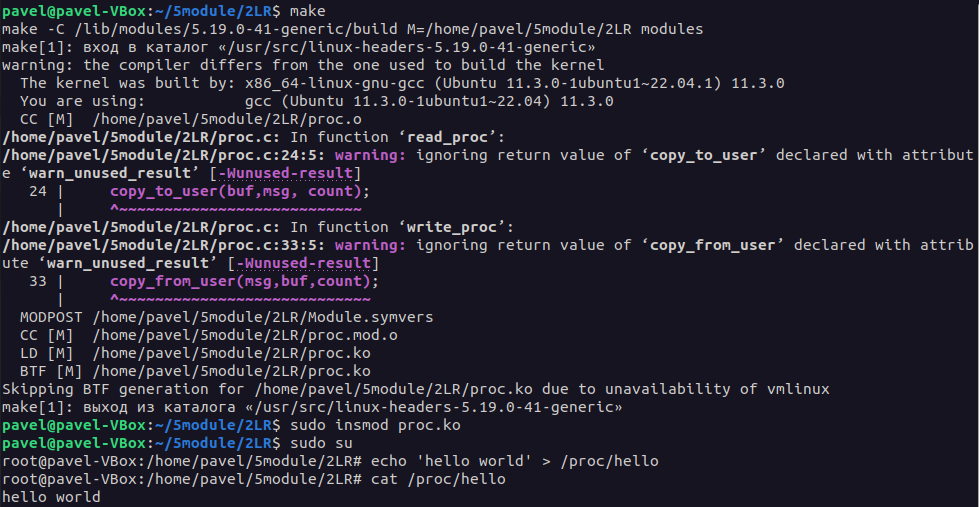 pavel@pavel-VBox:~/5module/2LR$ make
make -C /lib/modules/5.19.0-41-generic/build M=/home/pavel/5module/2LR modules
make[1]: вход в каталог «/usr/src/linux-headers-5.19.0-41-generic»
warning: the compiler differs from the one used to build the kernel
  The kernel was built by: x86_64-linux-gnu-gcc (Ubuntu 11.3.0-1ubuntu1~22.04.1) 11.3.0
  You are using:           gcc (Ubuntu 11.3.0-1ubuntu1~22.04) 11.3.0
  CC [M]  /home/pavel/5module/2LR/proc.o
/home/pavel/5module/2LR/proc.c: In function ‘read_proc’:
/home/pavel/5module/2LR/proc.c:24:5: warning: ignoring return value of ‘copy_to_user’ declared with attribut
e ‘warn_unused_result’ [-Wunused-result]
   24 |     copy_to_user(buf,msg, count);
      |     ^~~~~~~~~~~~~~~~~~~~~~~~~~~~
/home/pavel/5module/2LR/proc.c: In function ‘write_proc’:
/home/pavel/5module/2LR/proc.c:33:5: warning: ignoring return value of ‘copy_from_user’ declared with attrib
ute ‘warn_unused_result’ [-Wunused-result]
   33 |     copy_from_user(msg,buf,count);
      |     ^~~~~~~~~~~~~~~~~~~~~~~~~~~~~
  MODPOST /home/pavel/5module/2LR/Module.symvers
  CC [M]  /home/pavel/5module/2LR/proc.mod.o
  LD [M]  /home/pavel/5module/2LR/proc.ko
  BTF [M] /home/pavel/5module/2LR/proc.ko
Skipping BTF generation for /home/pavel/5module/2LR/proc.ko due to unavailability of vmlinux
make[1]: выход из каталога «/usr/src/linux-headers-5.19.0-41-generic»
pavel@pavel-VBox:~/5module/2LR$ sudo insmod proc.ko
pavel@pavel-VBox:~/5module/2LR$ sudo su
root@pavel-VBox:/home/pavel/5module/2LR# echo 'hello world' > /proc/hello
root@pavel-VBox:/home/pavel/5module/2LR# cat /proc/hello
hello world